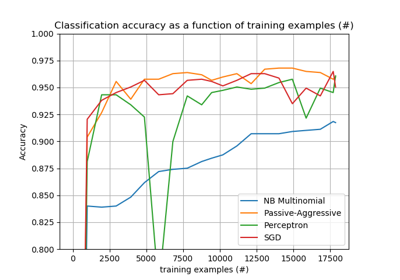 Classification accuracy as a function of training examples (#)
1.000
0.975
0.950
0.925
0.900
0.875
0.850
0.825
0.800
Accuracy
NB Multinomial
Passive-Aggressive
Perceptron
SGD
0 2500 5000 7500 10000 12500 15000 17500
training examples (#)